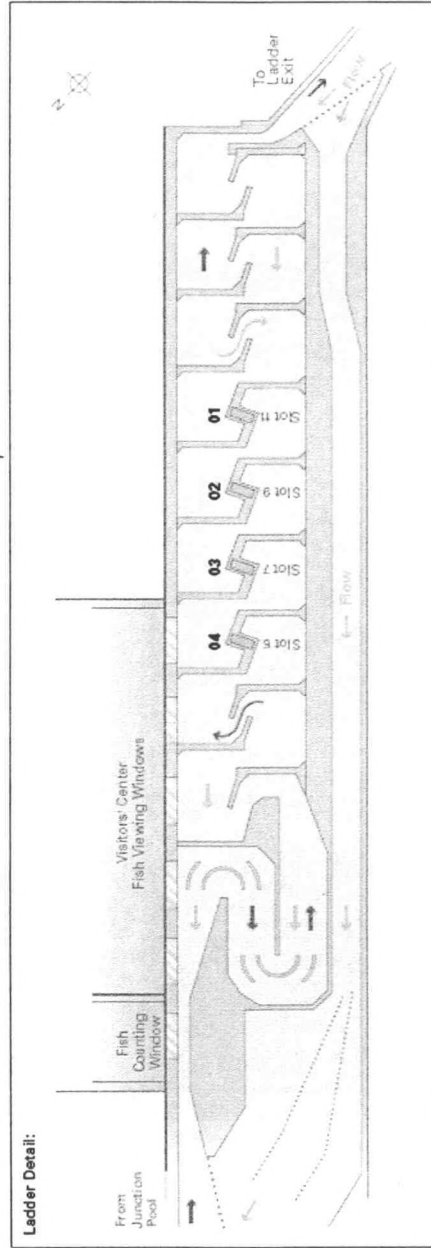 Ladder Detail:
N
From
Junction
Pool
Fish
Counting
Window
Visitors' Center
Fish Viewing Windows
04
03
02
01
Slot 5
Slot 7
Slot 9
Slot 11
Flow
To
Ladder
Exit
Flow